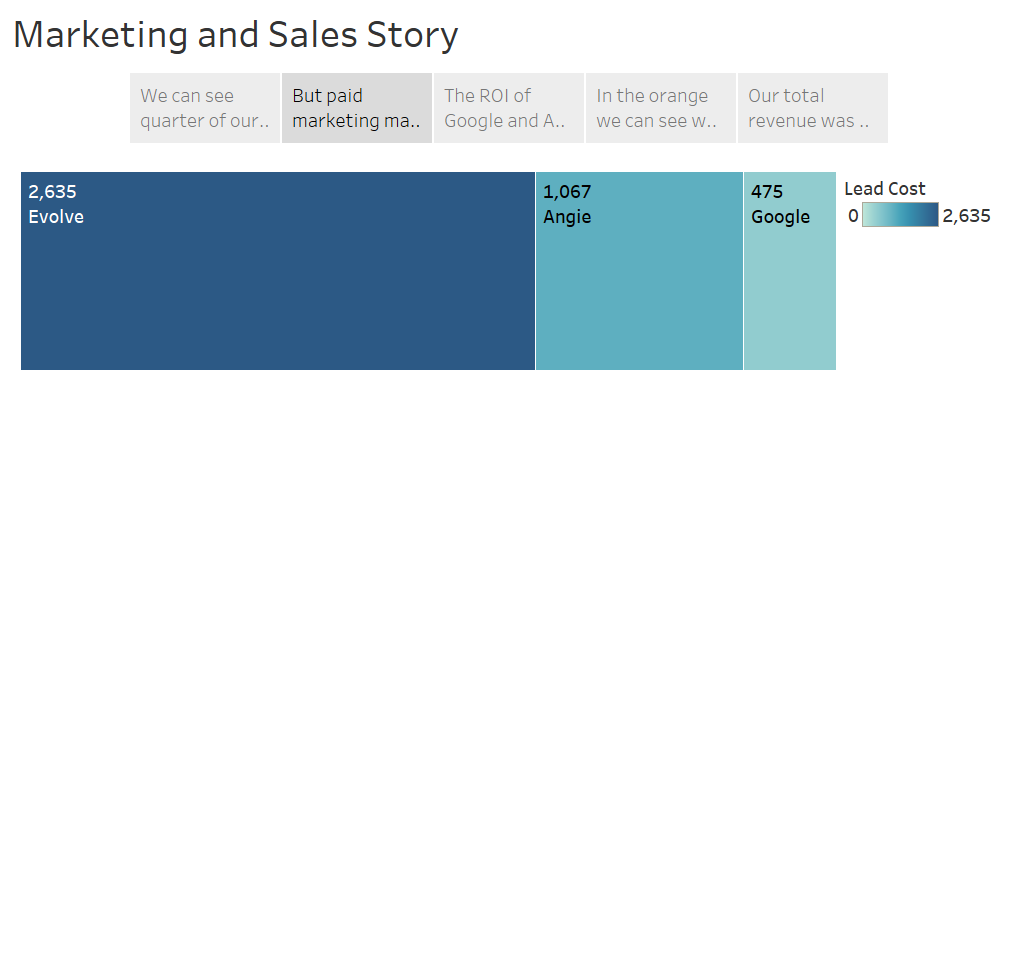 Marketing and Sales Story
We can see
quarter of our..
But paid
marketing ma..
The ROI of
Google and A..
In the orange
we can see w..
Our total
revenue was ..
2,635
Evolve
1,067
Angie
475
Google
Lead Cost
0 2,635